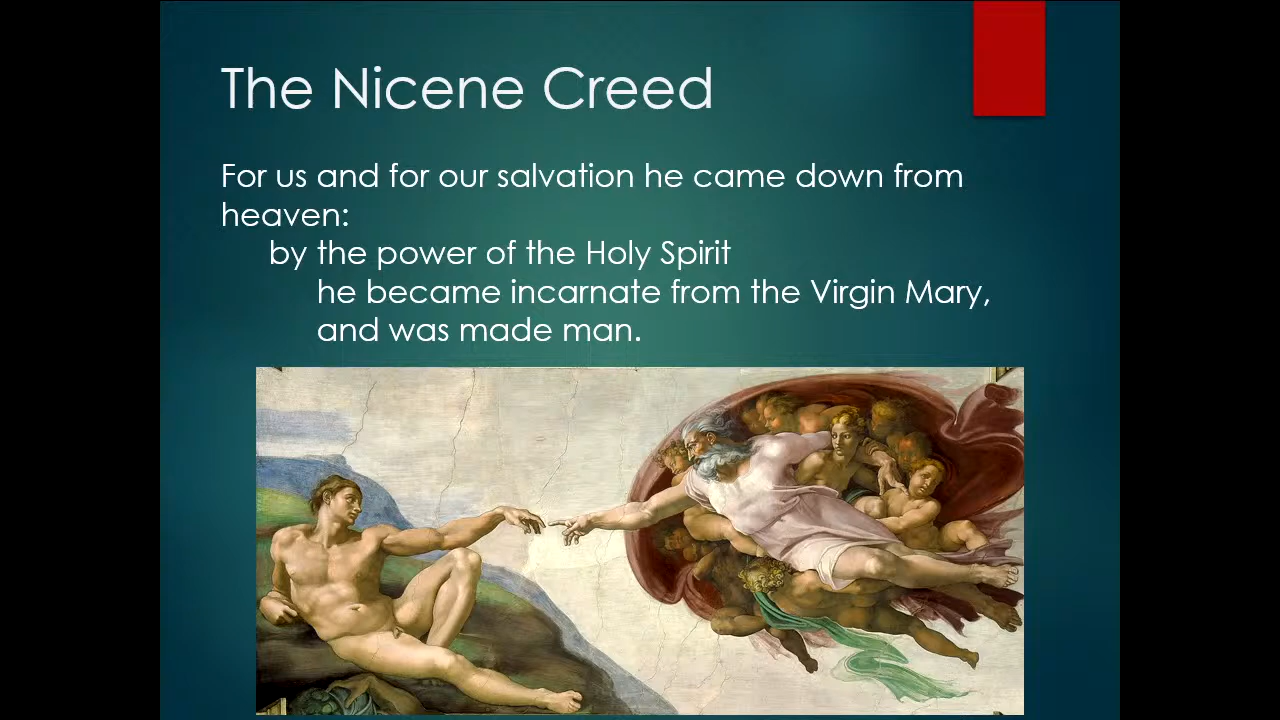 The Nicene Creed
For us and for our salvation he came down from
heaven:
by the power of the Holy Spirit
he became incarnate from the Virgin Mary,
and was made man.